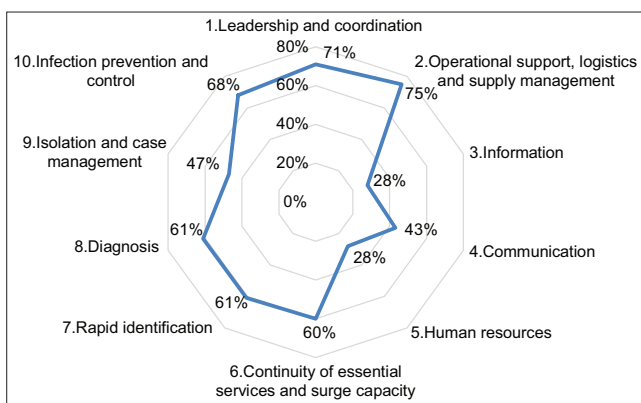 1.Leadership and coordination
80%
71%
10.Infection prevention and
control
2.Operational support, logistics
and supply management
68%
60%
75%
9.Isolation and case
management
40%
3.Information
47%
20%
28%
0%
61%
43%
8.Diagnosis
4.Communication
28%
61%
7.Rapid identification
60%
5.Human resources
6.Continuity of essential
services and surge capacity